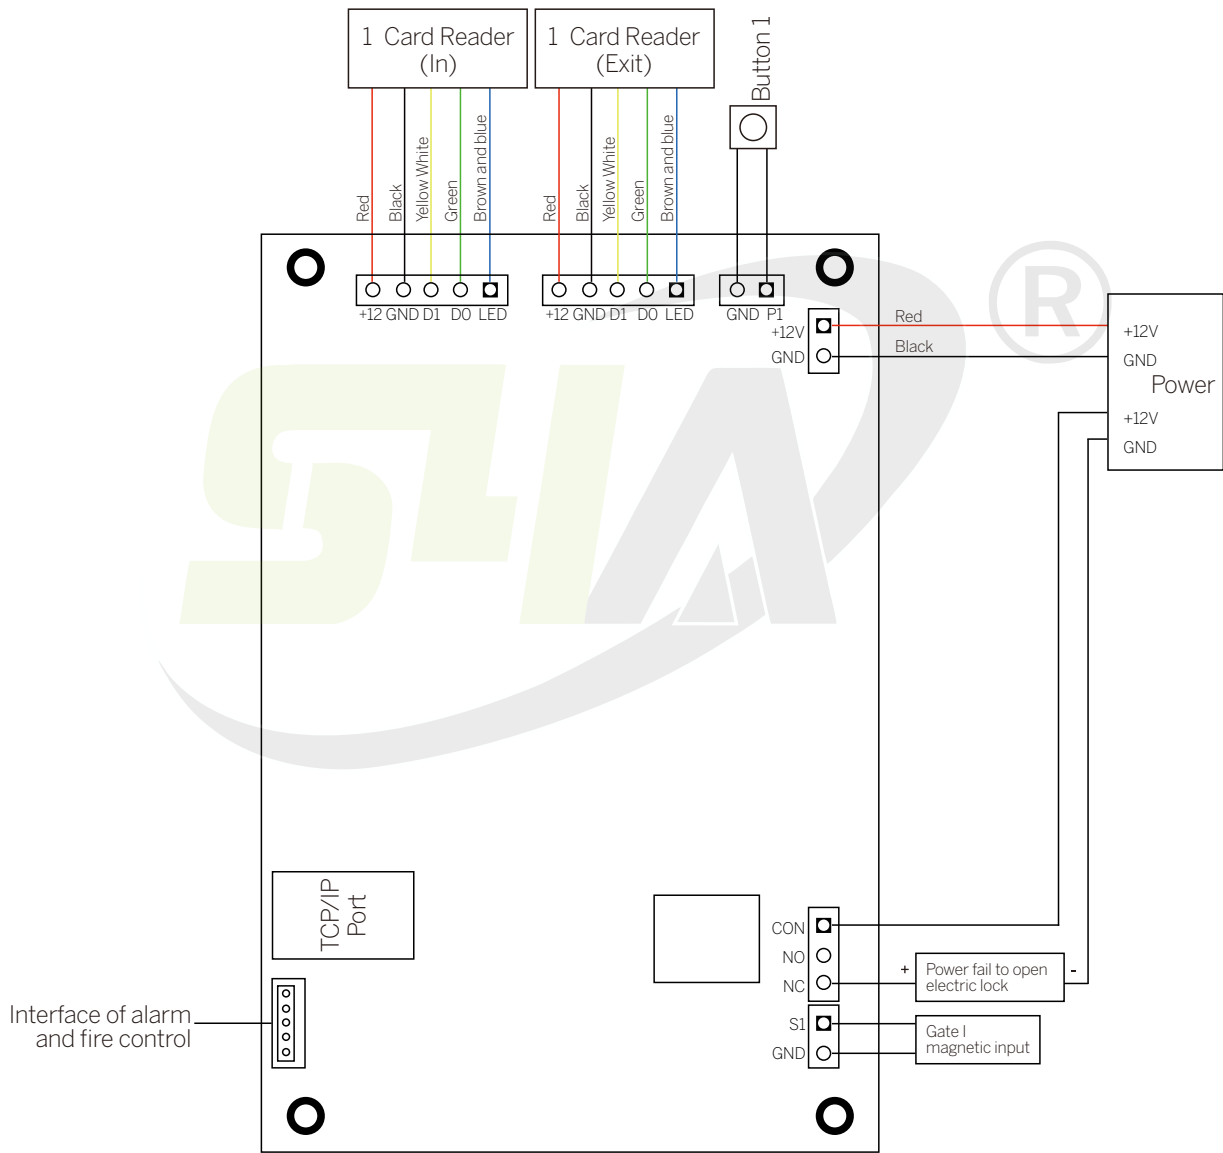 1 Card Reader
(In)
1 Card Reader
(Exit)
Button 1
Red
Black
Yellow White
Green
Brown and blue
Red
Black
Yellow White
Green
Brown and blue
+12 GND D1 D0 LED
+12 GND D1 D0 LED
GND P1
+12V
GND
Red
Black
+12V
GND
Power
+12V
GND
S4A
®
TCP/IP
Port
Interface of alarm
and fire control
CON
NO
NC
+
Power fail to open
electric lock
-
S1
GND
Gate I
magnetic input